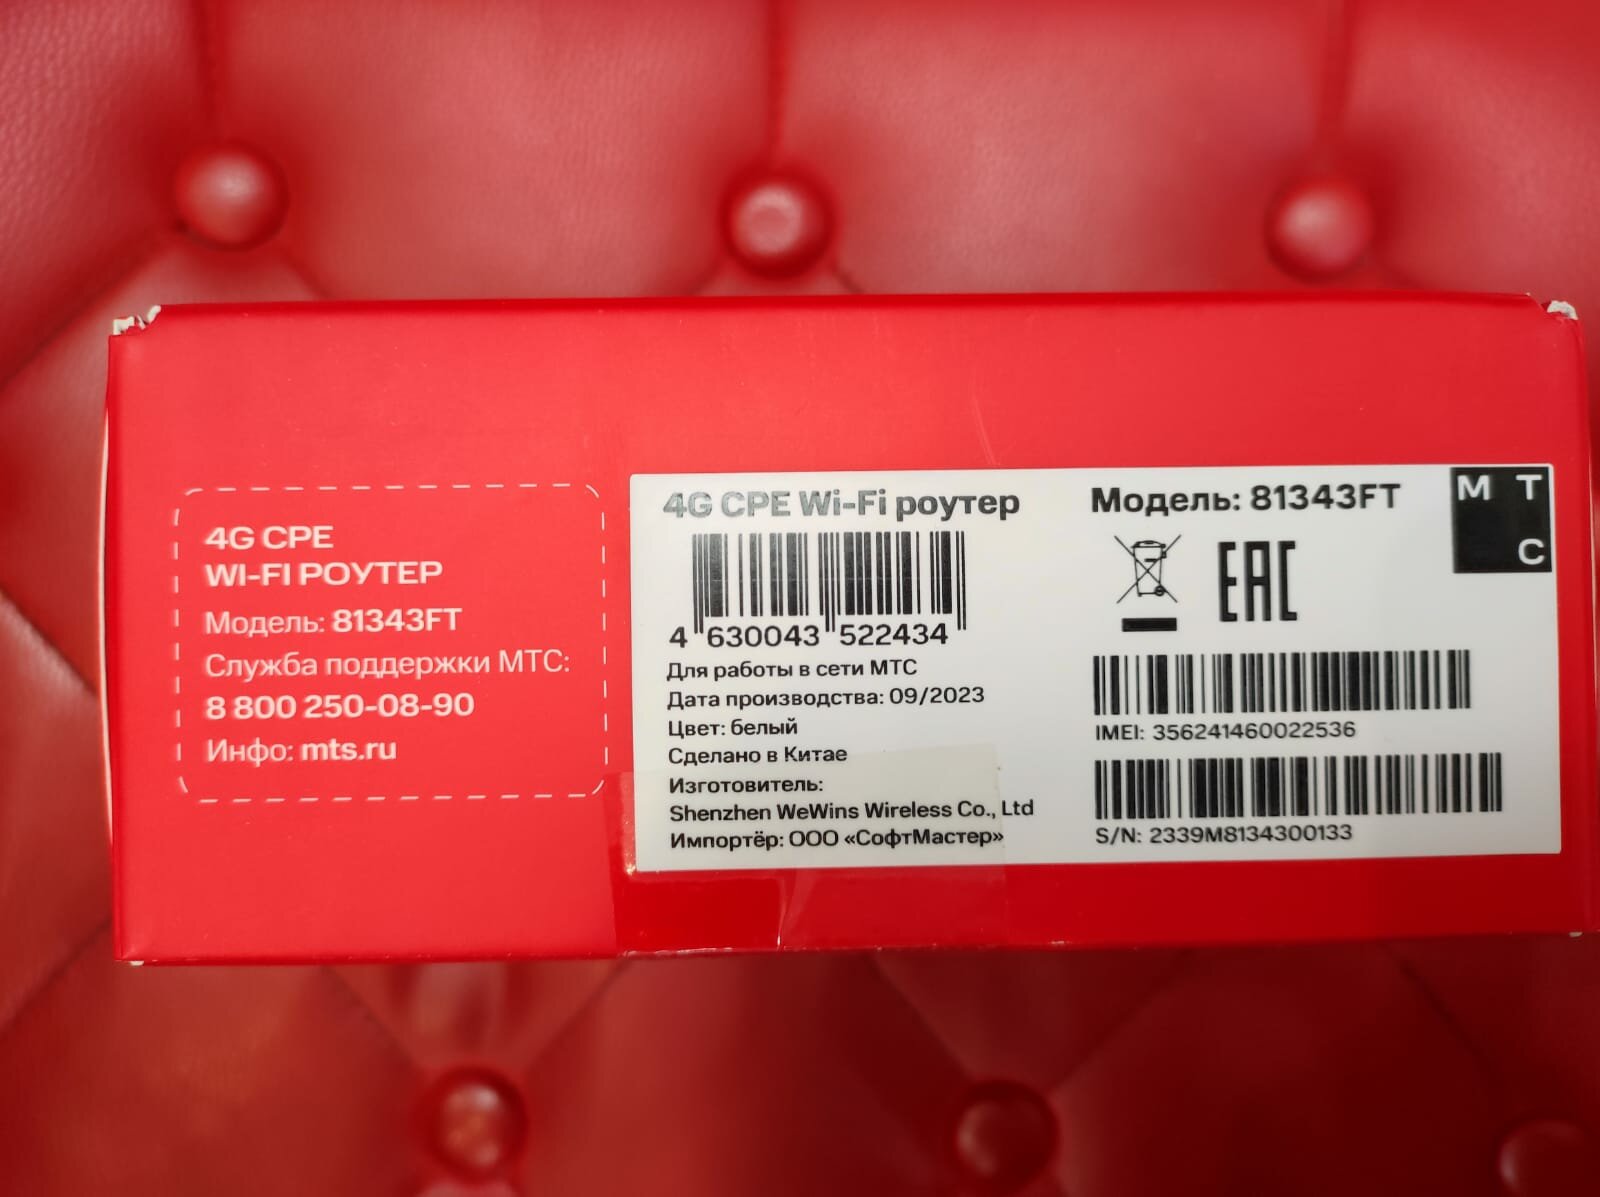 4G CPE
WI-FI РОУТЕР
Модель: 81343FT
Служба поддержки МТС:
8 800 250-08-90
Инфо: mts.ru
4G CPE Wi-Fi роутер
4 630043 522434
Для работы в сети МТС
Дата производства: 09/2023
Цвет: белый
Сделано в Китае
Изготовитель:
Shenzhen WeWins Wireless Co., Ltd
Импортёр: ООО «СофтМастер»
Модель: 81343FT
М Т
С
EAC
IMEI: 356241460022536
S/N: 2339M8134300133